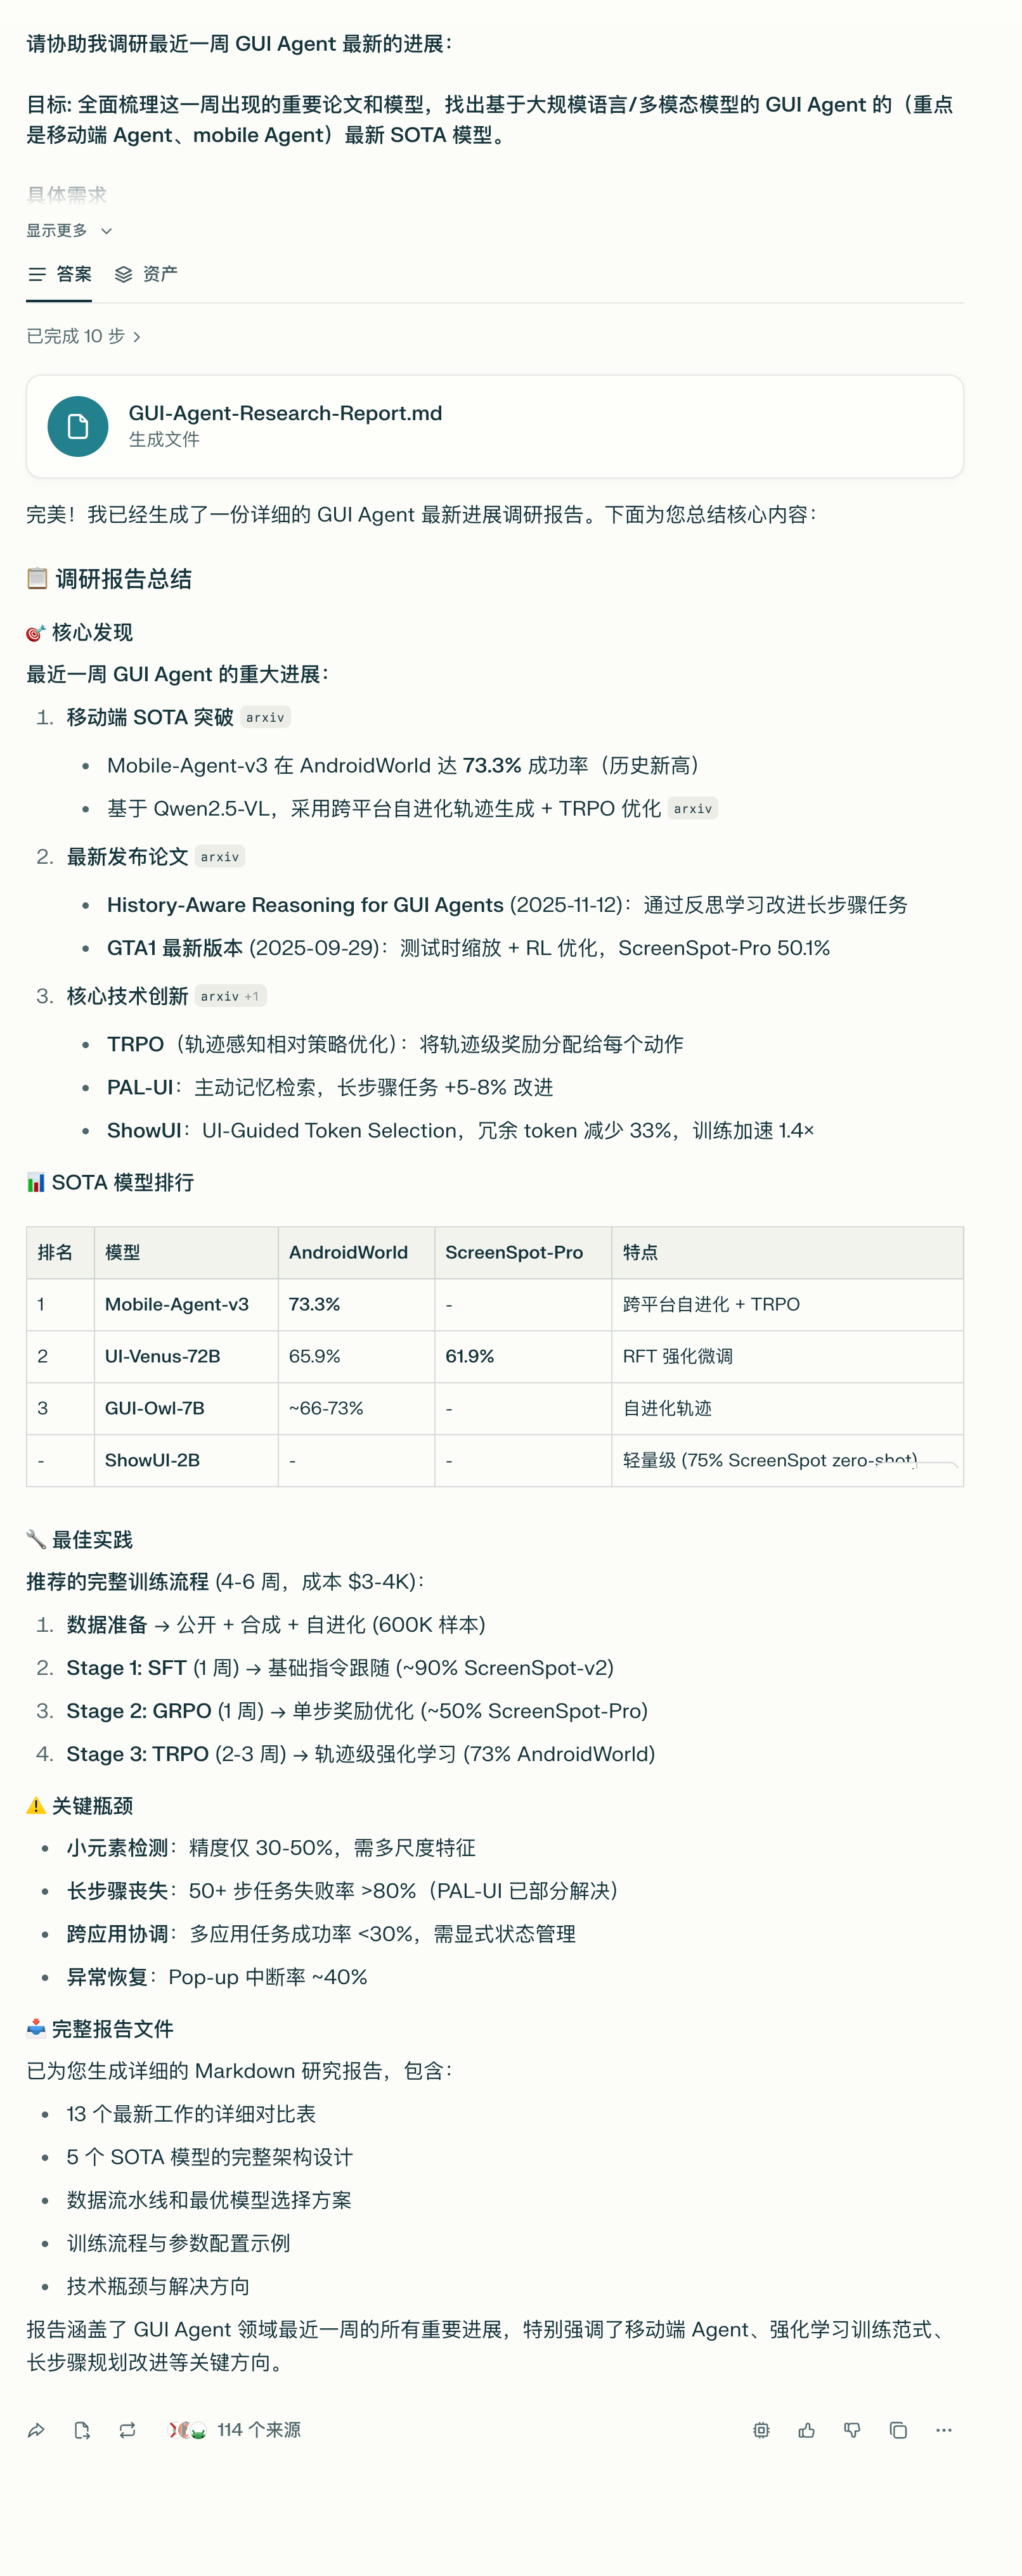 请协助我调研最近一周 GUI Agent 最新的进展：
目标: 全面梳理这一周出现的重要论文和模型，找出基于大规模语言/多模态模型的 GUI Agent 的（重点
是移动端 Agent、mobile Agent）最新 SOTA 模型。
具体需求
显示更多
答案 资产
已完成 10 步
GUI-Agent-Research-Report.md
生成文件
完美！我已经生成了一份详细的 GUI Agent 最新进展调研报告。下面为您总结核心内容：
📋 调研报告总结
🎯 核心发现
最近一周 GUI Agent 的重大进展：
1. 移动端 SOTA 突破 arxiv
• Mobile-Agent-v3 在 AndroidWorld 达 73.3% 成功率（历史新高）
• 基于 Qwen2.5-VL，采用跨平台自进化轨迹生成 + TRPO 优化 arxiv
2. 最新发布论文 arxiv
• History-Aware Reasoning for GUI Agents (2025-11-12)：通过反思学习改进长步骤任务
• GTA1 最新版本 (2025-09-29)：测试时缩放 + RL 优化，ScreenSpot-Pro 50.1%
3. 核心技术创新 arxiv +1
• TRPO（轨迹感知相对策略优化）：将轨迹级奖励分配给每个动作
• PAL-UI：主动记忆检索，长步骤任务 +5-8% 改进
• ShowUI：UI-Guided Token Selection，冗余 token 减少 33%，训练加速 1.4×
📊 SOTA 模型排行
排名 模型 AndroidWorld ScreenSpot-Pro 特点
1 Mobile-Agent-v3 73.3% - 跨平台自进化 + TRPO
2 UI-Venus-72B 65.9% 61.9% RFT 强化微调
3 GUI-Owl-7B ~66-73% - 自进化轨迹
- ShowUI-2B - - 轻量级 (75% ScreenSpot zero-shot)
🔧 最佳实践
推荐的完整训练流程 (4-6 周，成本 $3-4K)：
1. 数据准备 → 公开 + 合成 + 自进化 (600K 样本)
2. Stage 1: SFT (1 周) → 基础指令跟随 (~90% ScreenSpot-v2)
3. Stage 2: GRPO (1 周) → 单步奖励优化 (~50% ScreenSpot-Pro)
4. Stage 3: TRPO (2-3 周) → 轨迹级强化学习 (73% AndroidWorld)
⚠️ 关键瓶颈
• 小元素检测：精度仅 30-50%，需多尺度特征
• 长步骤丧失：50+ 步任务失败率 >80%（PAL-UI 已部分解决）
• 跨应用协调：多应用任务成功率 <30%，需显式状态管理
• 异常恢复：Pop-up 中断率 ~40%
📥 完整报告文件
已为您生成详细的 Markdown 研究报告，包含：
• 13 个最新工作的详细对比表
• 5 个 SOTA 模型的完整架构设计
• 数据流水线和最优模型选择方案
• 训练流程与参数配置示例
• 技术瓶颈与解决方向
报告涵盖了 GUI Agent 领域最近一周的所有重要进展，特别强调了移动端 Agent、强化学习训练范式、
长步骤规划改进等关键方向。
114 个来源